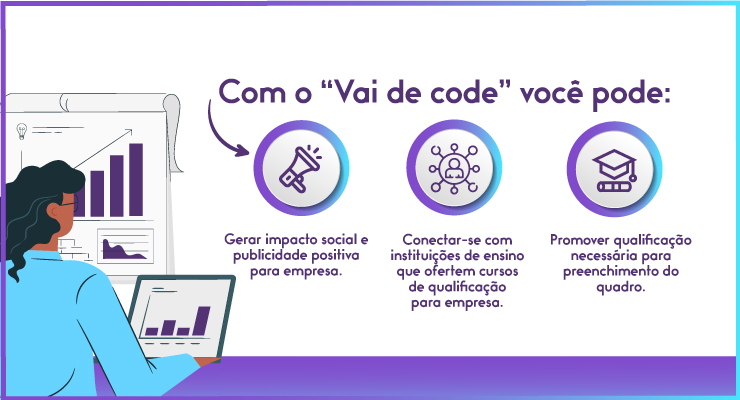 Com o “Vai de code” você pode:
Gerar impacto social e
publicidade positiva
para empresa.
Conectar-se com
instituições de ensino
que ofertem cursos
de qualificação
para empresa.
Promover qualificação
necessária para
preenchimento do
quadro.